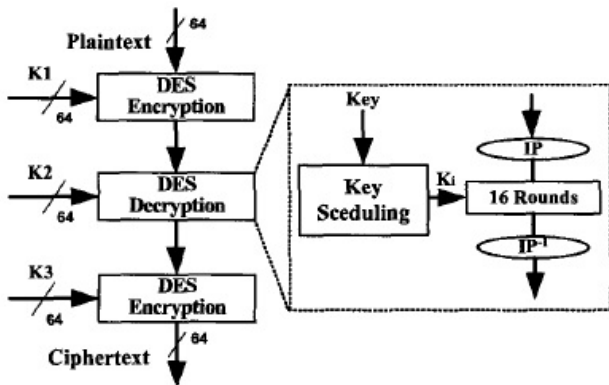 64
Plaintext
K1
64
DES
Encryption
K2
64
DES
Decryption
K3
64
DES
Encryption
64
Ciphertext
Key
Key
Sceduling
Ki
IP
16 Rounds
IP-1